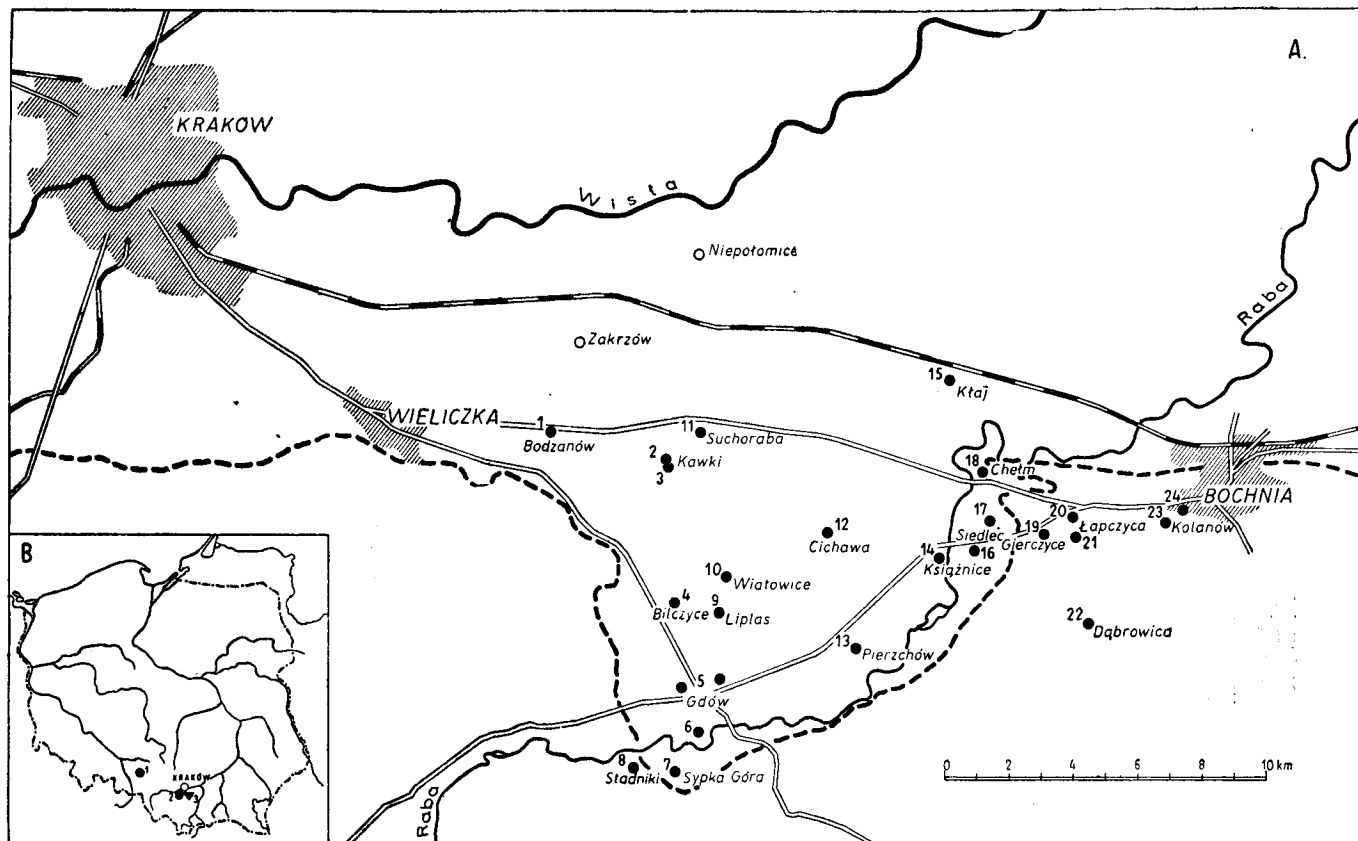 A.
KRAKÓW
Wisła
Niepołomice
Raba
Zakrzów
15
Kłaj
WIELICZKA
1
Bodzanów
11
Suchoraba
2
Kawki
3
18
Chełm
BOCHNIA
24
23
Kolanów
20
Łapczyca
21
17
Siedlec
19
Gierczyce
16
14
Książnice
12
Cichawa
10
Wiatowice
4
Bilczyce
9
Liplas
22
Dąbrowica
13
Pierzchów
5
Gdów
6
8
Stadniki
7
Sypka Góra
Raba
0 2 4 6 8 10 km
B
1
KRAKÓW
2
3